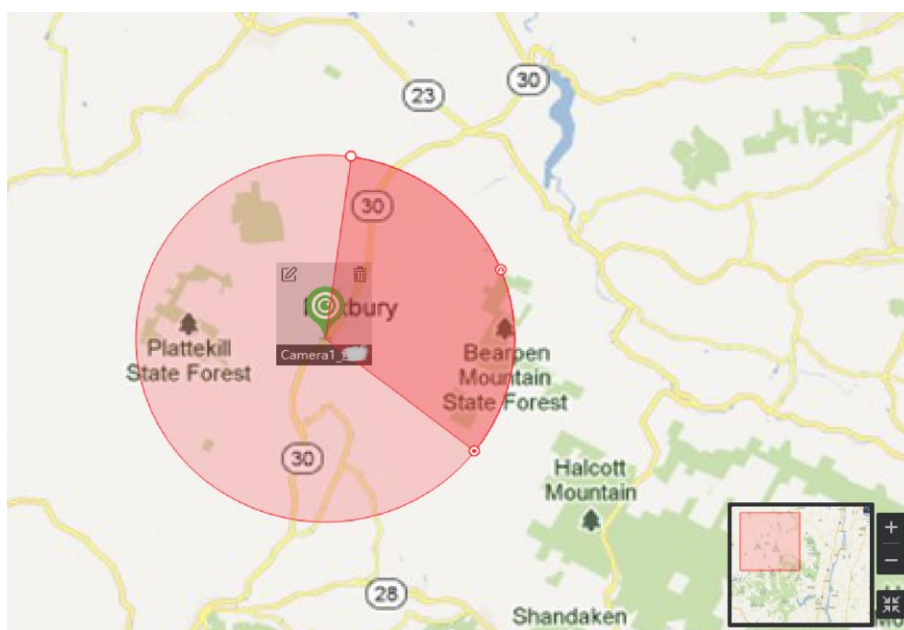 30
23
30
bury
Camera1_
Plattekill
State Forest
Bearpen
Mountain
State Forest
30
Halcott
Mountain
28
Shandaken